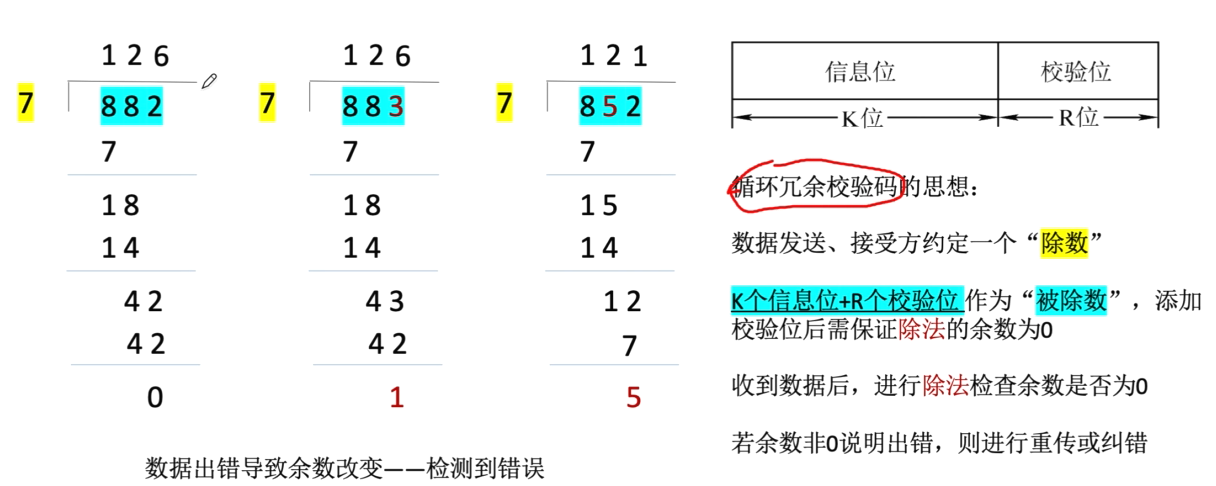 126
7 882
7
18
14
42
42
0
126
7 883
7
18
14
43
42
1
121
7 852
7
15
14
12
7
5
数据出错导致余数改变——检测到错误
信息位 校验位
K位 R位
循环冗余校验码的思想：
数据发送、接受方约定一个“除数”
K个信息位+R个校验位作为“被除数”，添加
校验位后需保证除法的余数为0
收到数据后，进行除法检查余数是否为0
若余数非0说明出错，则进行重传或纠错